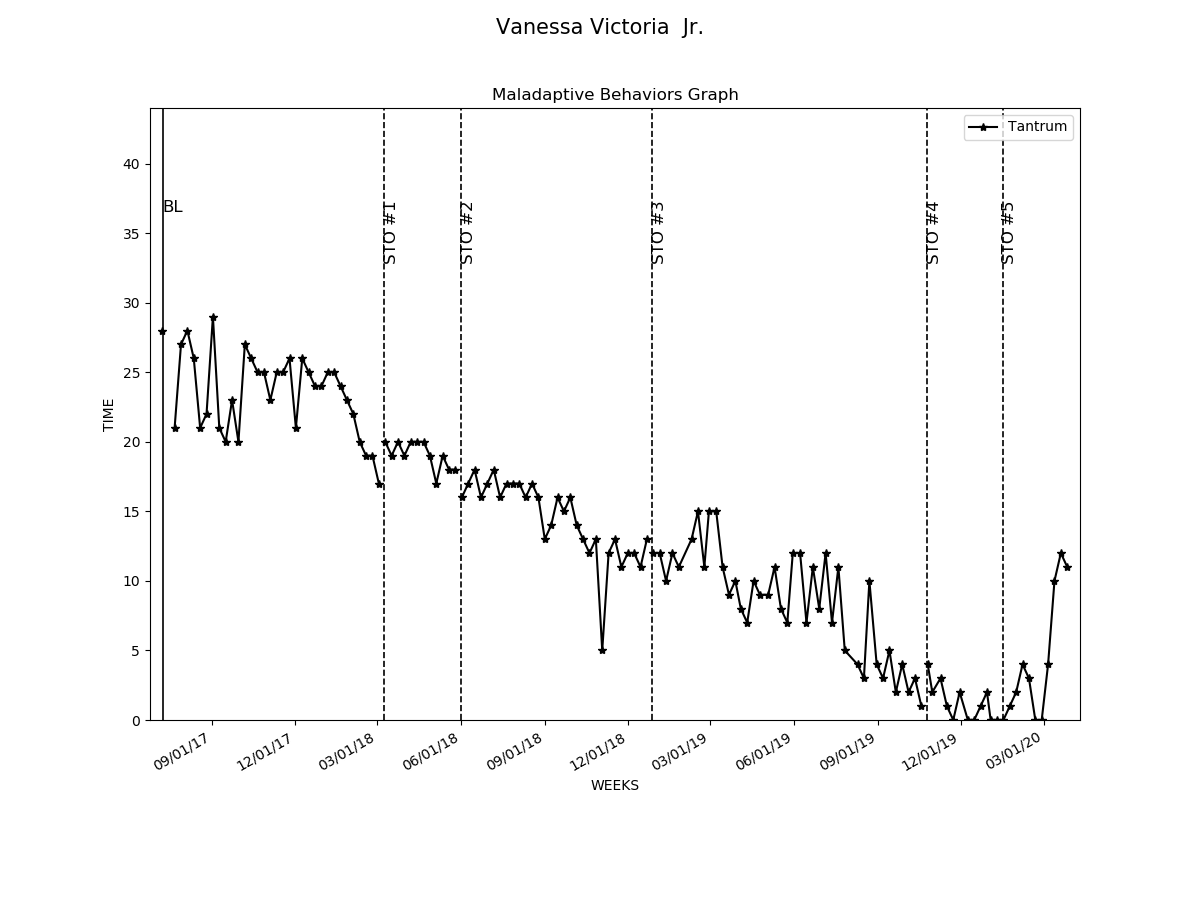 Vanessa Victoria  Jr.
Maladaptive Behaviors Graph
Tantrum
TIME
40
35
30
25
20
15
10
5
0
BL
STO #1
STO #2
STO #3
STO #4
STO #5
09/01/17
12/01/17
03/01/18
06/01/18
09/01/18
12/01/18
03/01/19
06/01/19
09/01/19
12/01/19
03/01/20
WEEKS